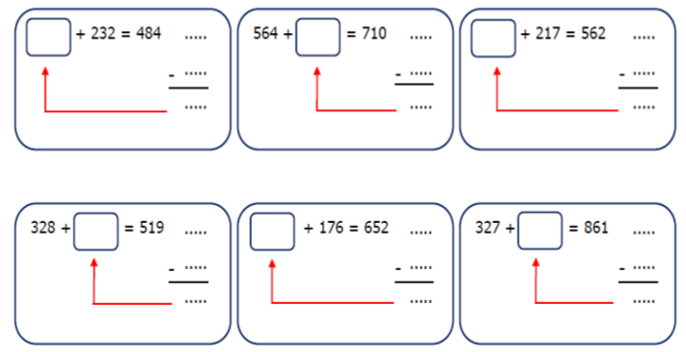 + 232 = 484 .....
- .....
.....
564 + = 710 .....
- .....
.....
+ 217 = 562 .....
- .....
.....
328 + = 519 .....
- .....
.....
+ 176 = 652 .....
- .....
.....
327 + = 861 .....
- .....
.....